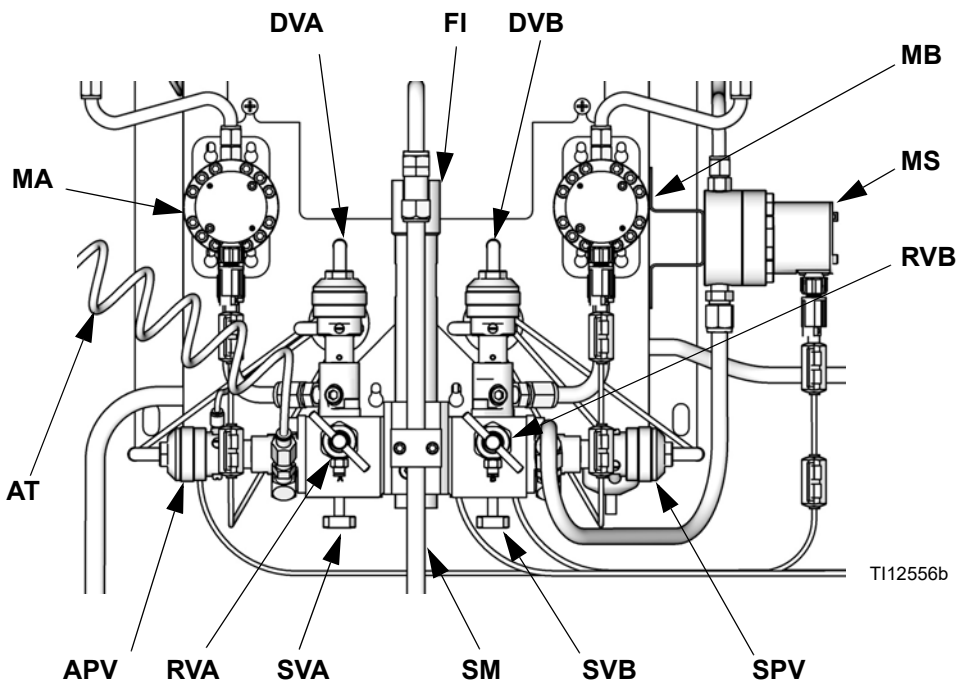 DVA FI DVB
MB
MS
MA
RVB
AT
TI12556b
APV RVA SVA SM SVB SPV